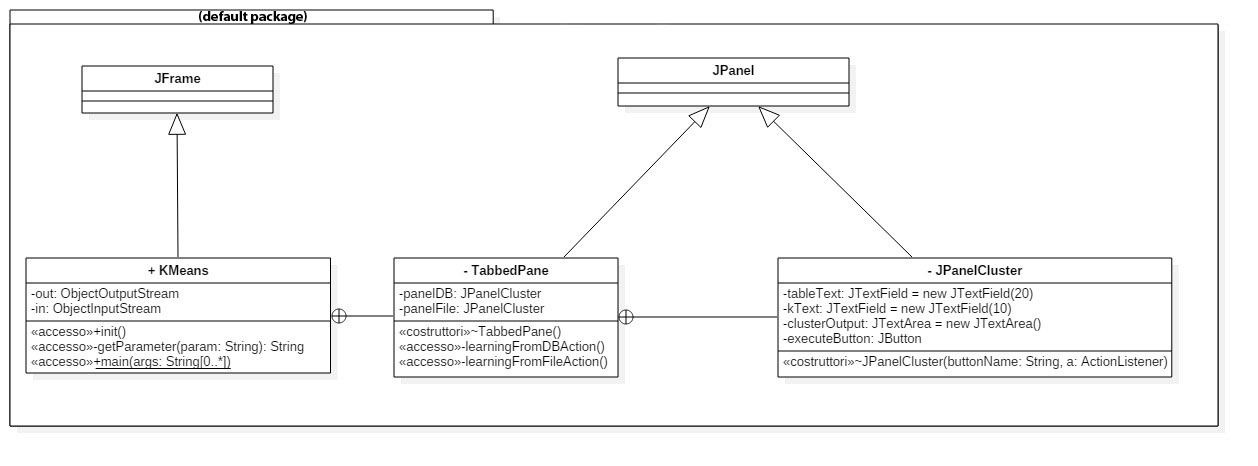 (default package)
JFrame
JPanel
+ KMeans
-out: ObjectOutputStream
-in: ObjectInputStream
«accesso»+init()
«accesso»-getParameter(param: String): String
«accesso»+main(args: String[0..*])
- TabbedPane
-panelDB: JPanelCluster
-panelFile: JPanelCluster
«costruttori»~TabbedPane()
«accesso»-learningFromDBAction()
«accesso»-learningFromFileAction()
- JPanelCluster
-tableText: JTextField = new JTextField(20)
-kText: JTextField = new JTextField(10)
-clusterOutput: JTextArea = new JTextArea()
-executeButton: JButton
«costruttori»~JPanelCluster(buttonName: String, a: ActionListener)